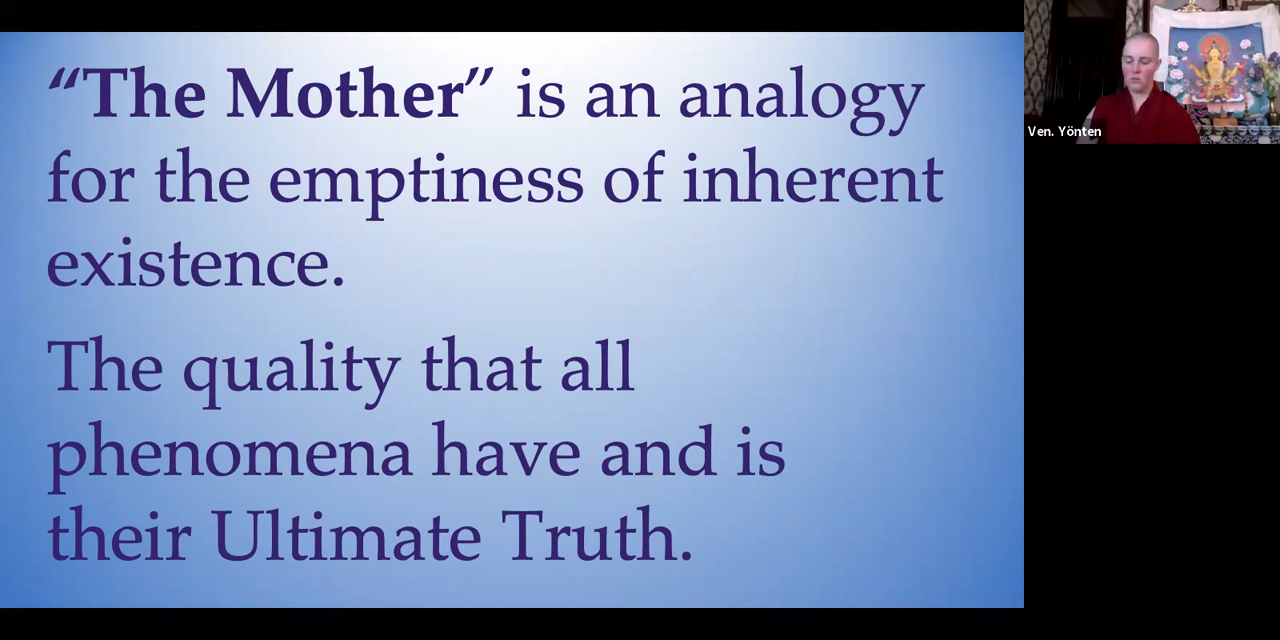 “The Mother” is an analogy
for the emptiness of inherent
existence.
The quality that all
phenomena have and is
their Ultimate Truth.
Ven. Yönten